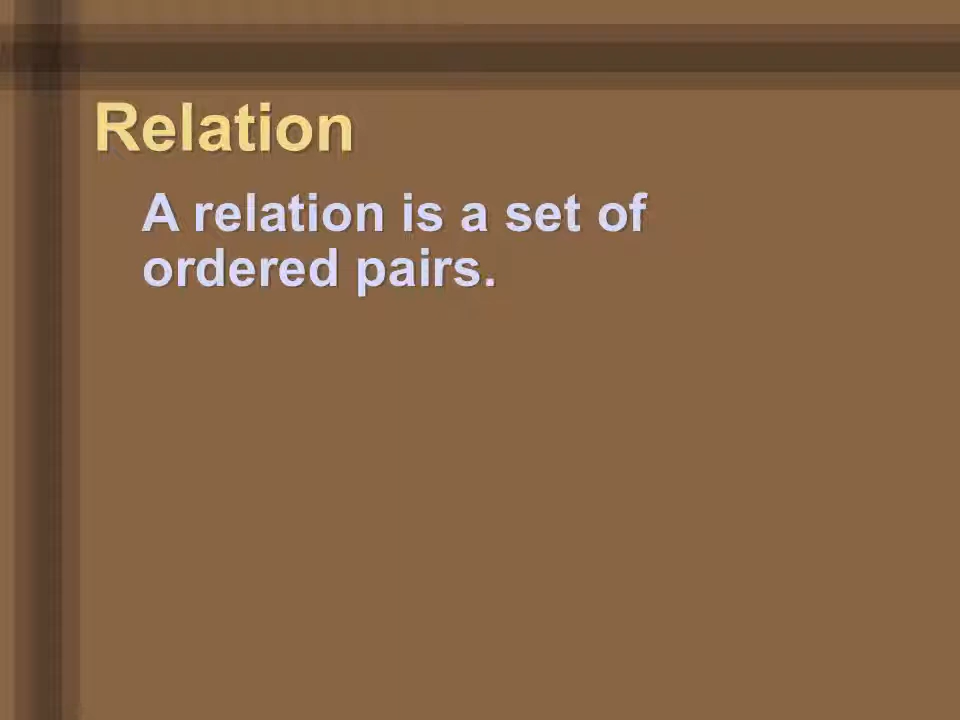 Relation
A relation is a set of
ordered pairs.